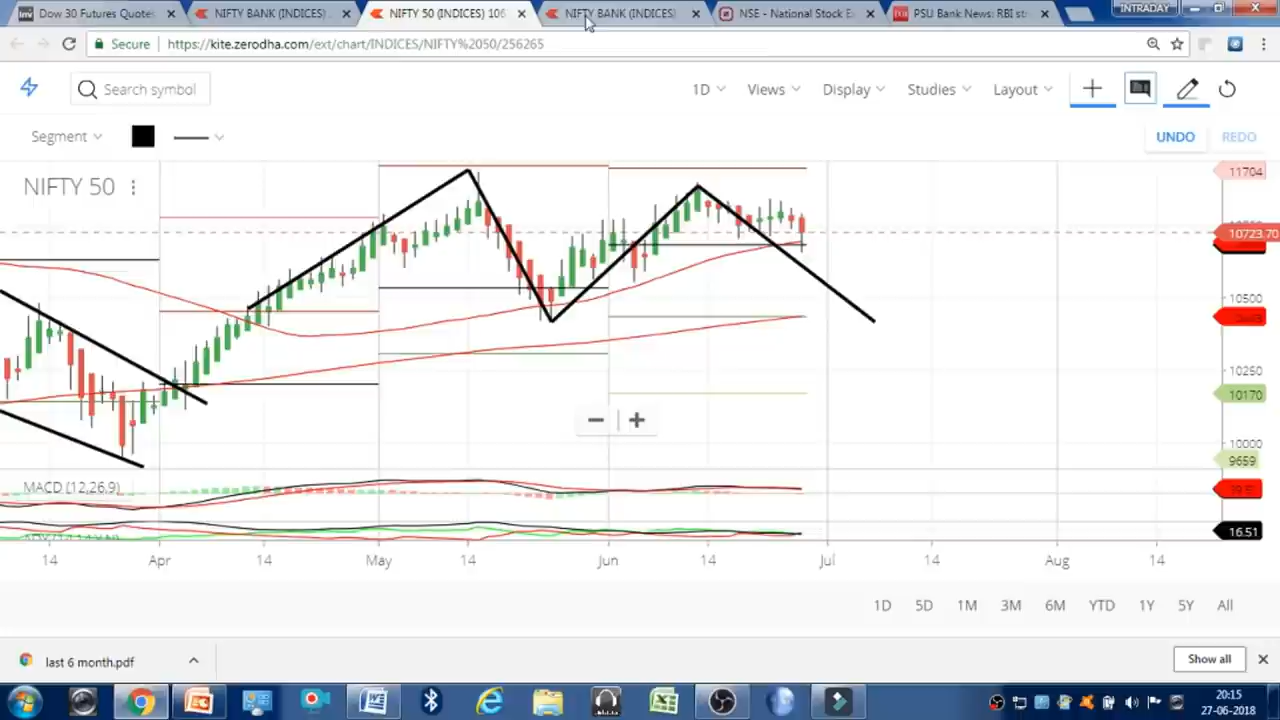 Dow 30 Futures Quotes
NIFTY BANK (INDICES)
NIFTY 50 (INDICES) 106
NIFTY BANK (INDICES)
NSE - National Stock E
PSU Bank News: RBI st
INTRADAY
Secure
https://kite.zerodha.com/ext/chart/INDICES/NIFTY%2050/256265
Search symbol
1D
Views
Display
Studies
Layout
Segment
UNDO
REDO
NIFTY 50
11704
10723.70
10500
10250
10170
10000
9659
MACD (12,26,9)
16.51
14
Apr
14
May
14
Jun
14
Jul
14
Aug
14
1D
5D
1M
3M
6M
YTD
1Y
5Y
All
last 6 month.pdf
Show all
20:15
27-06-2018